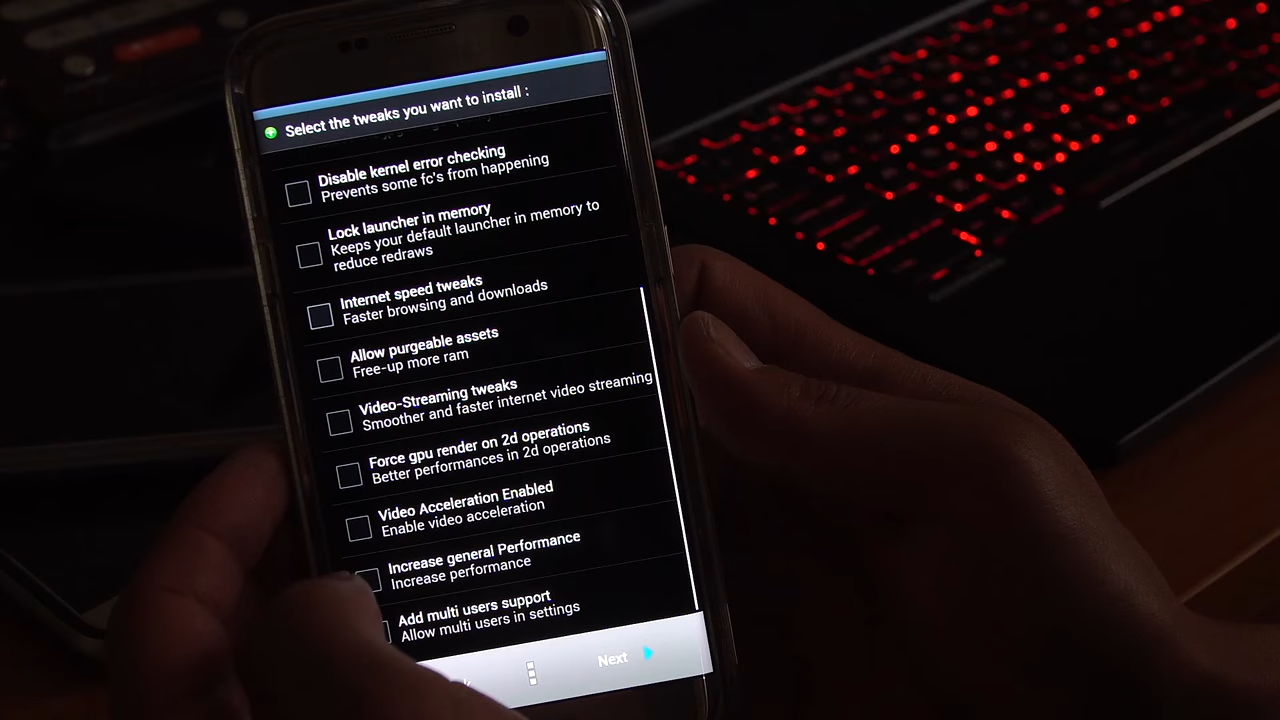 Select the tweaks you want to install :
Disable kernel error checking
Prevents some fc's from happening
Lock launcher in memory
Keeps your default launcher in memory to
reduce redraws
Internet speed tweaks
Faster browsing and downloads
Allow purgeable assets
Free-up more ram
Video-Streaming tweaks
Smoother and faster internet video streaming
Force gpu render on 2d operations
Better performances in 2d operations
Video Acceleration Enabled
Enable video acceleration
Increase general Performance
Increase performance
Add multi users support
Allow multi users in settings
Next